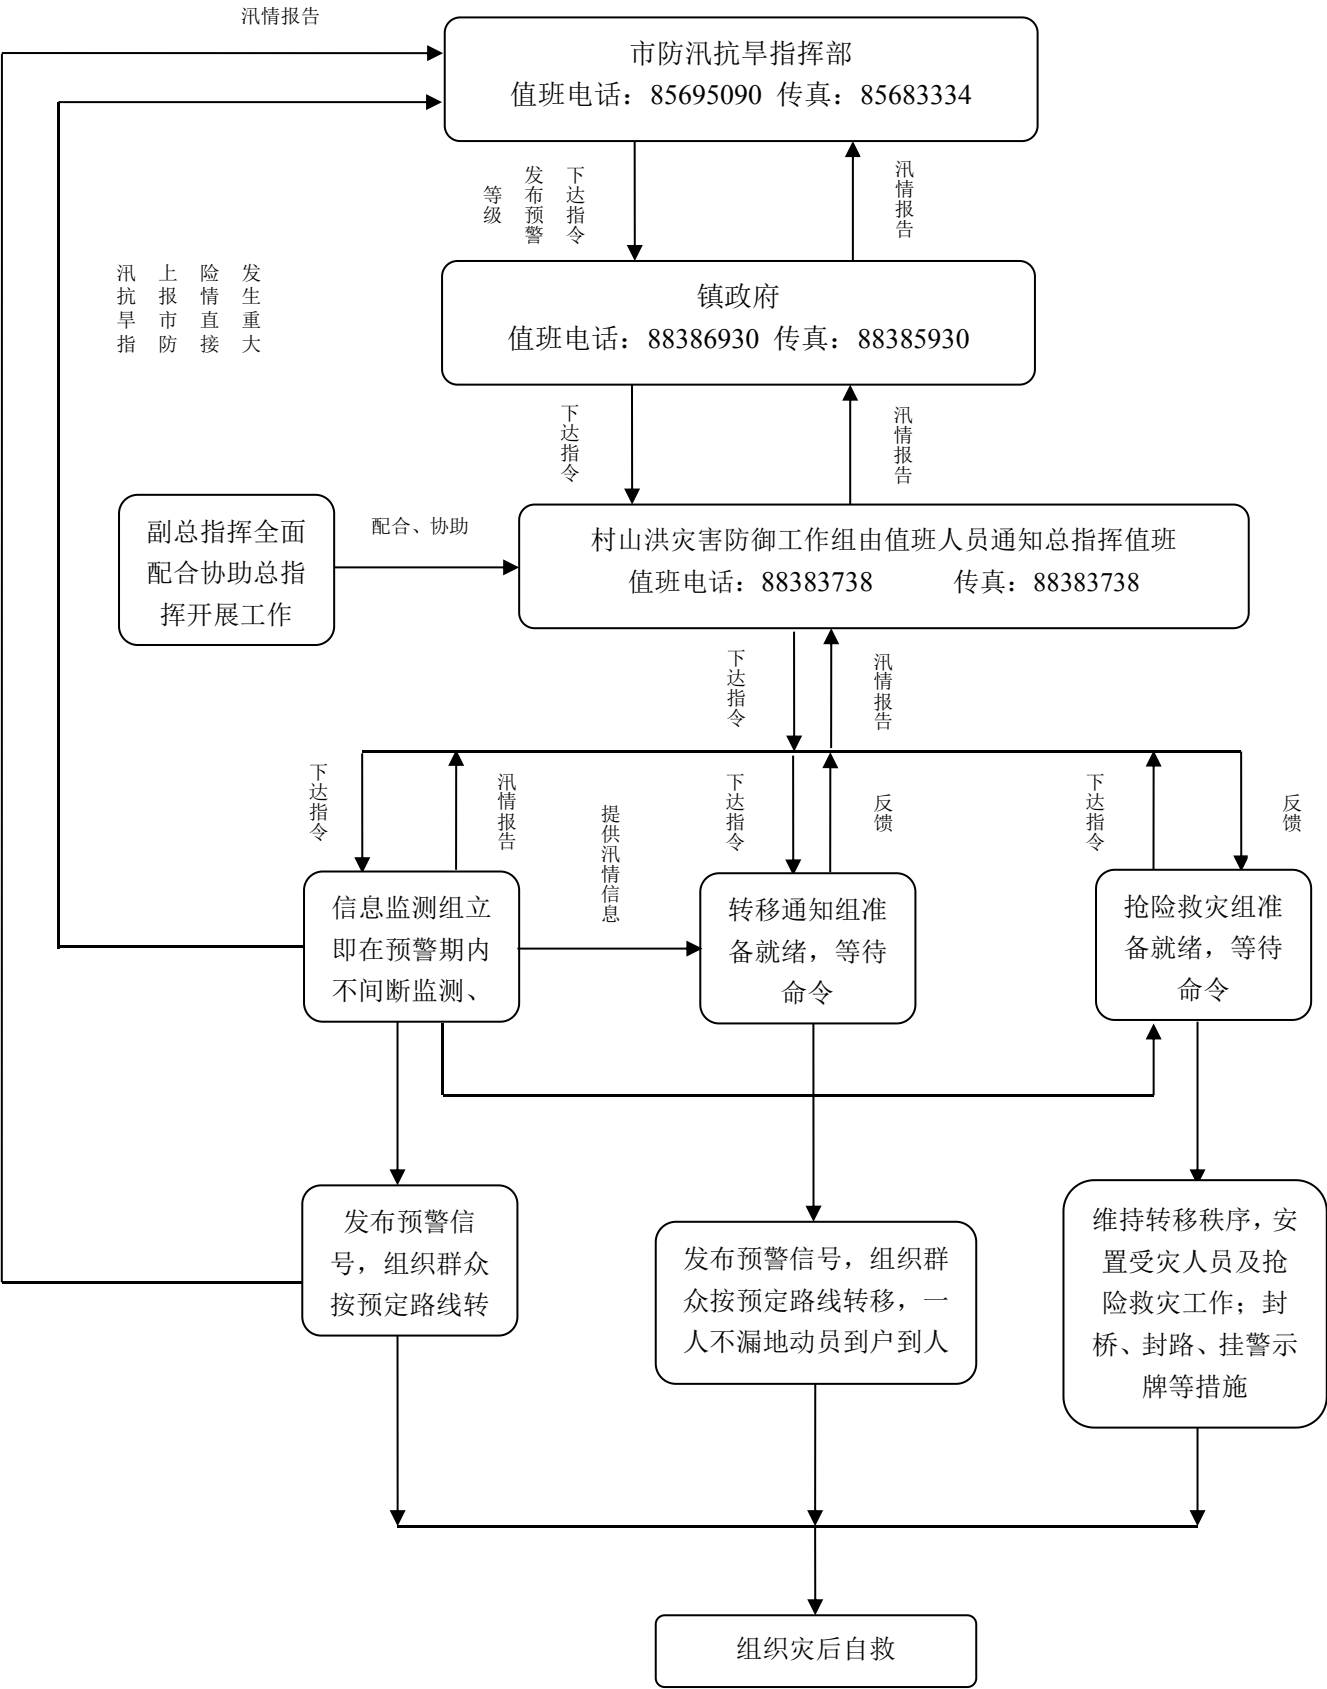 汛情报告
市防汛抗旱指挥部
值班电话：85695090 传真：85683334
下达指令
发布预警
等级
汛情报告
发生重大
险情直接
上报市防
汛抗旱指
镇政府
值班电话：88386930 传真：88385930
下达指令
汛情报告
副总指挥全面
配合协助总指
挥开展工作
配合、协助
村山洪灾害防御工作组由值班人员通知总指挥值班
值班电话：88383738 传真：88383738
下达指令
汛情报告
下达指令
汛情报告
提供汛情信息
下达指令
反馈
下达指令
反馈
信息监测组立
即在预警期内
不间断监测、
转移通知组准
备就绪，等待
命令
抢险救灾组准
备就绪，等待
命令
发布预警信
号，组织群众
按预定路线转
发布预警信号，组织群
众按预定路线转移，一
人不漏地动员到户到人
维持转移秩序，安
置受灾人员及抢
险救灾工作；封
桥、封路、挂警示
牌等措施
组织灾后自救